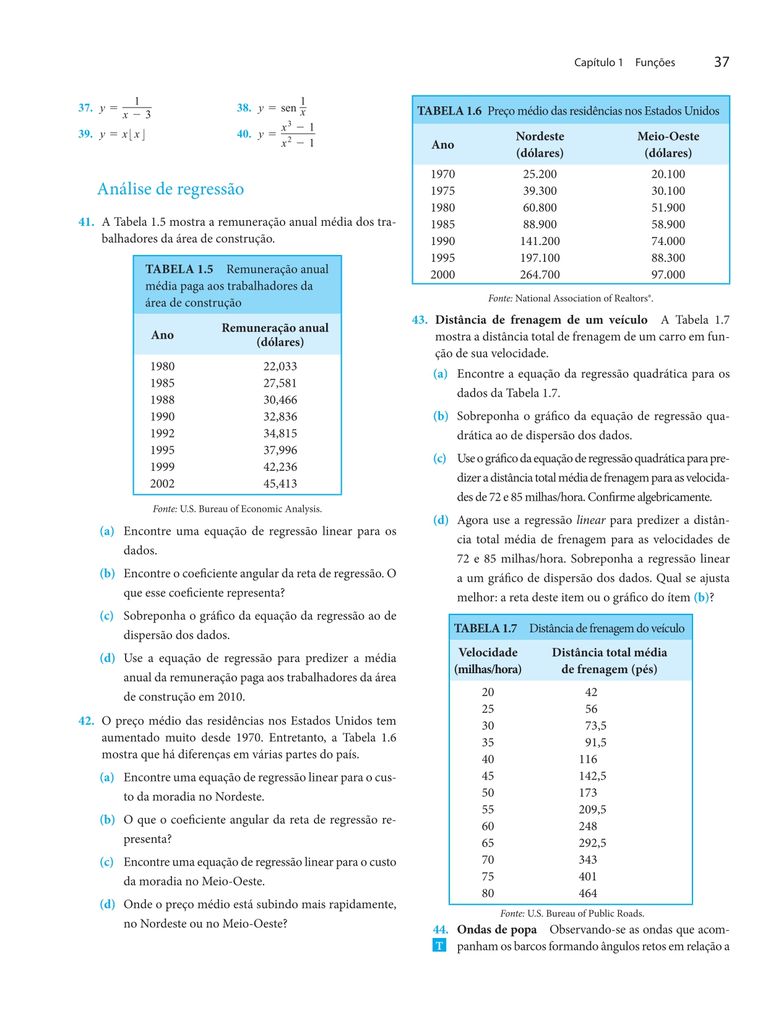 Capítulo 1 Funções 37
37. y = 1/(x − 3)
38. y = sen 1/x
39. y = x⌊x⌋
40. y = (x³ − 1)/(x² − 1)
Análise de regressão
41. A Tabela 1.5 mostra a remuneração anual média dos tra-
balhadores da área de construção.
TABELA 1.5 Remuneração anual
média paga aos trabalhadores da
área de construção
Ano Remuneração anual
(dólares)
1980 22,033
1985 27,581
1988 30,466
1990 32,836
1992 34,815
1995 37,996
1999 42,236
2002 45,413
Fonte: U.S. Bureau of Economic Analysis.
(a) Encontre uma equação de regressão linear para os
dados.
(b) Encontre o coeficiente angular da reta de regressão. O
que esse coeficiente representa?
(c) Sobreponha o gráfico da equação da regressão ao de
dispersão dos dados.
(d) Use a equação de regressão para predizer a média
anual da remuneração paga aos trabalhadores da área
de construção em 2010.
42. O preço médio das residências nos Estados Unidos tem
aumentado muito desde 1970. Entretanto, a Tabela 1.6
mostra que há diferenças em várias partes do país.
(a) Encontre uma equação de regressão linear para o cus-
to da moradia no Nordeste.
(b) O que o coeficiente angular da reta de regressão re-
presenta?
(c) Encontre uma equação de regressão linear para o custo
da moradia no Meio-Oeste.
(d) Onde o preço médio está subindo mais rapidamente,
no Nordeste ou no Meio-Oeste?
TABELA 1.6 Preço médio das residências nos Estados Unidos
Ano Nordeste Meio-Oeste
(dólares) (dólares)
1970 25.200 20.100
1975 39.300 30.100
1980 60.800 51.900
1985 88.900 58.900
1990 141.200 74.000
1995 197.100 88.300
2000 264.700 97.000
Fonte: National Association of Realtors®.
43. Distância de frenagem de um veículo A Tabela 1.7
mostra a distância total de frenagem de um carro em fun-
ção de sua velocidade.
(a) Encontre a equação da regressão quadrática para os
dados da Tabela 1.7.
(b) Sobreponha o gráfico da equação de regressão qua-
drática ao de dispersão dos dados.
(c) Use o gráfico da equação de regressão quadrática para pre-
dizer a distância total média de frenagem para as velocida-
des de 72 e 85 milhas/hora. Confirme algebricamente.
(d) Agora use a regressão linear para predizer a distân-
cia total média de frenagem para as velocidades de
72 e 85 milhas/hora. Sobreponha a regressão linear
a um gráfico de dispersão dos dados. Qual se ajusta
melhor: a reta deste item ou o gráfico do ítem (b)?
TABELA 1.7 Distância de frenagem do veículo
Velocidade Distância total média
(milhas/hora) de frenagem (pés)
20 42
25 56
30 73,5
35 91,5
40 116
45 142,5
50 173
55 209,5
60 248
65 292,5
70 343
75 401
80 464
Fonte: U.S. Bureau of Public Roads.
44. Ondas de popa Observando-se as ondas que acom-
T panham os barcos formando ângulos retos em relação a